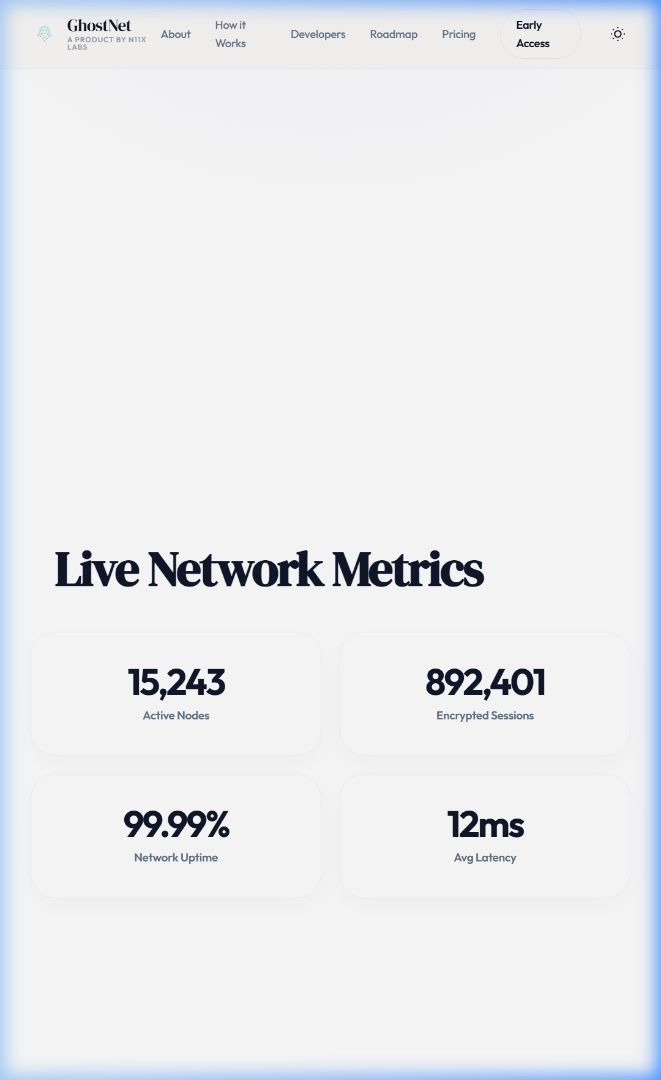 GhostNet
A PRODUCT BY N11X
LABS
About
How it
Works
Developers
Roadmap
Pricing
Early
Access
Live Network Metrics
15,243
Active Nodes
892,401
Encrypted Sessions
99.99%
Network Uptime
12ms
Avg Latency